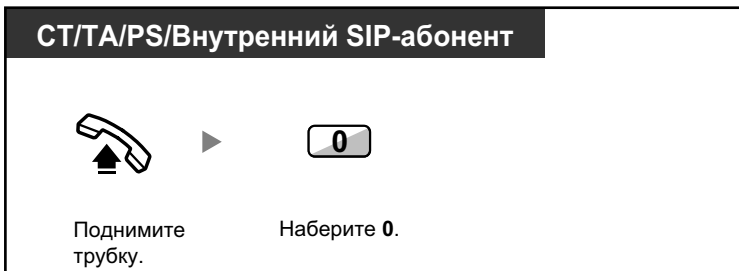 СТ/ТА/PS/Внутренний SIP-абонент
0
Поднимите
трубку.
Наберите 0.